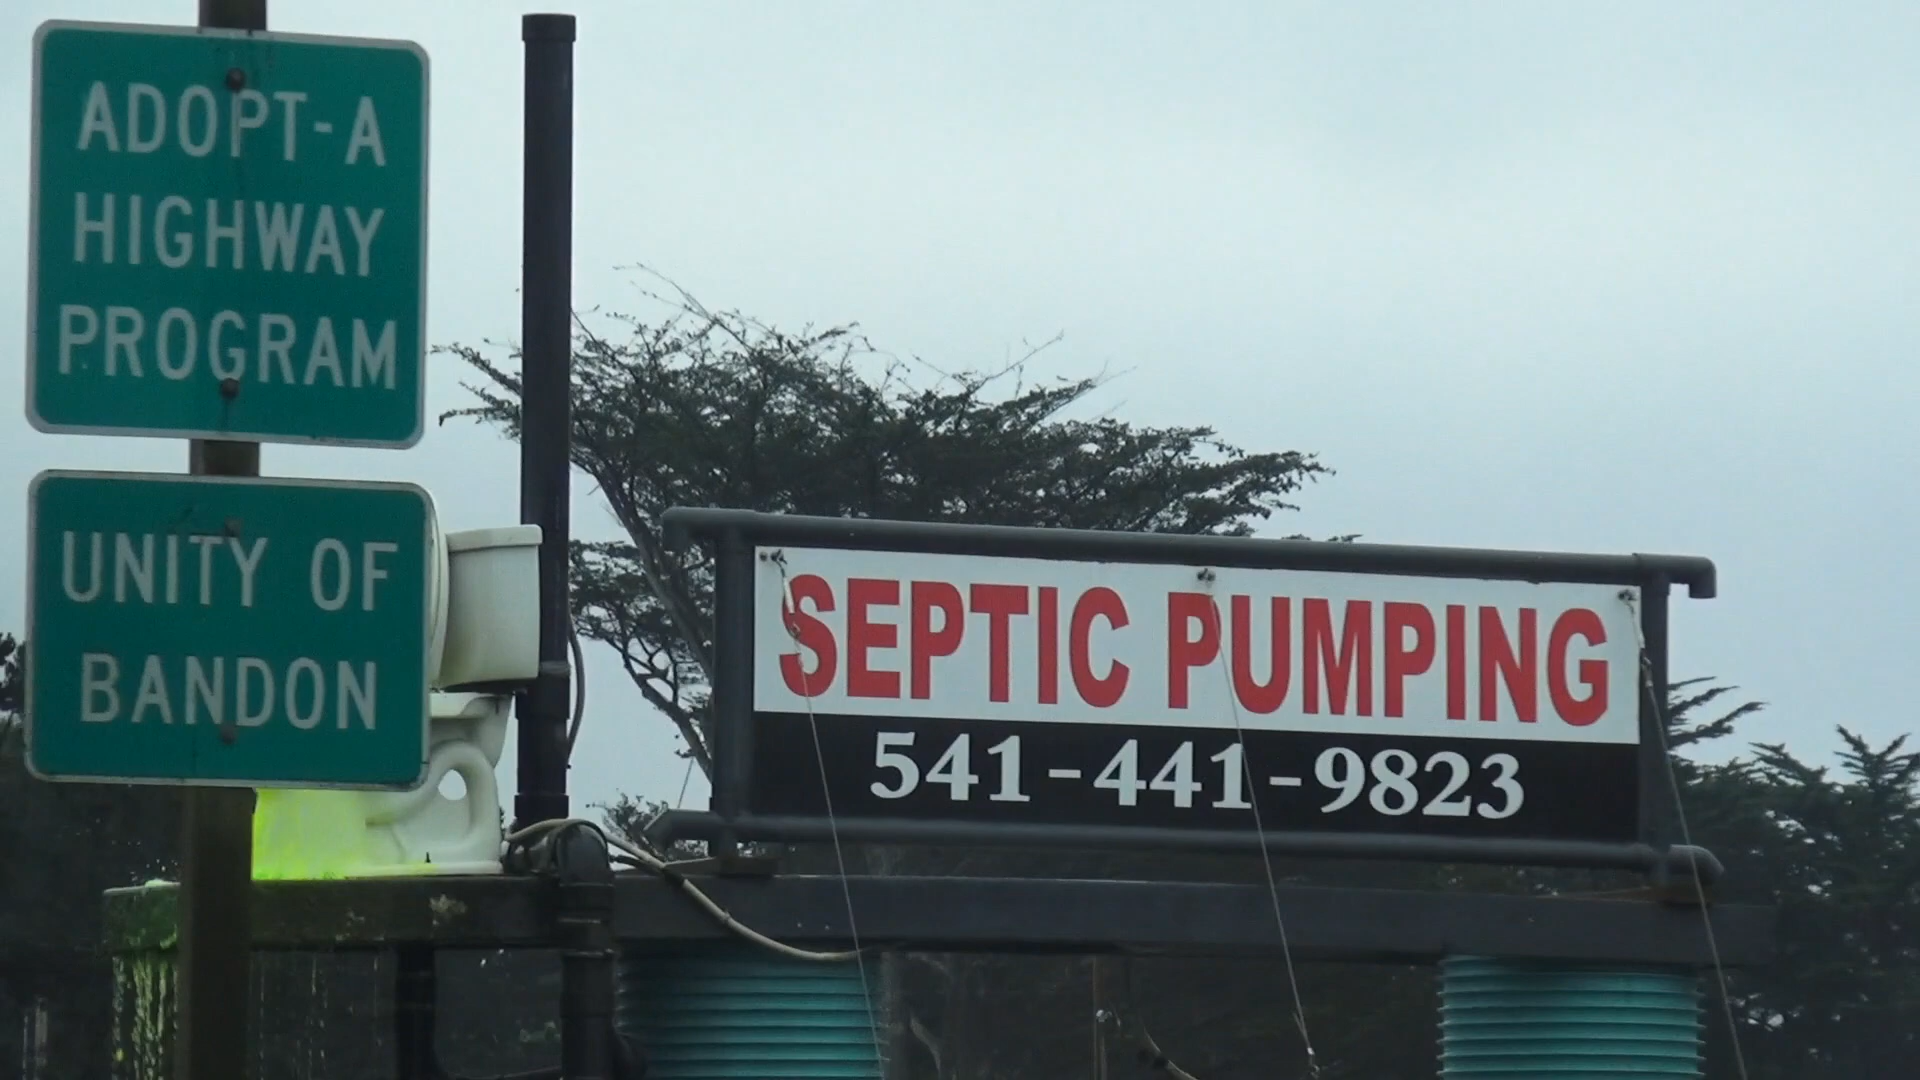 ADOPT-A
HIGHWAY
PROGRAM
UNITY OF
BANDON
SEPTIC PUMPING
541-441-9823